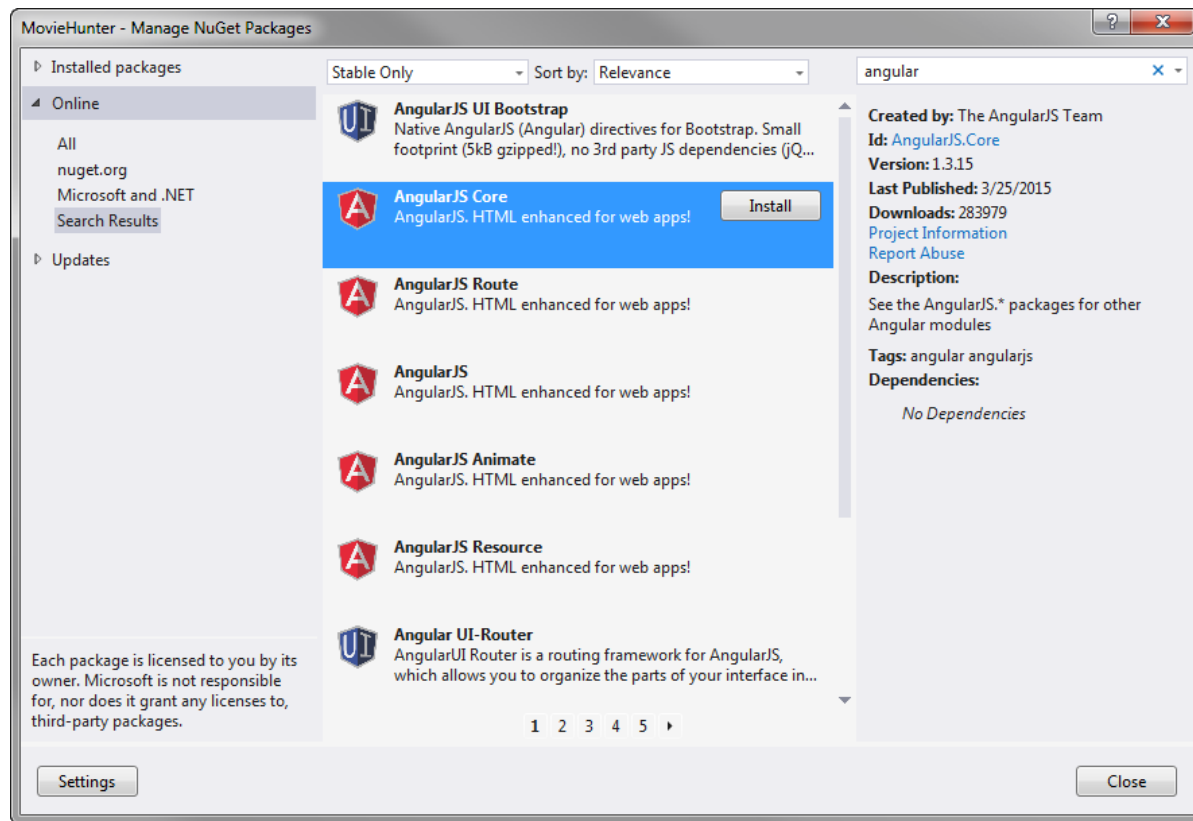 MovieHunter - Manage NuGet Packages
?
Installed packages
Online
All
nuget.org
Microsoft and .NET
Search Results
Updates
Each package is licensed to you by its
owner. Microsoft is not responsible
for, nor does it grant any licenses to,
third-party packages.
Settings
Stable Only
Sort by: Relevance
AngularJS UI Bootstrap
Native AngularJS (Angular) directives for Bootstrap. Small
footprint (5kB gzipped!), no 3rd party JS dependencies (jQ...
AngularJS Core
AngularJS. HTML enhanced for web apps!
Install
AngularJS Route
AngularJS. HTML enhanced for web apps!
AngularJS
AngularJS. HTML enhanced for web apps!
AngularJS Animate
AngularJS. HTML enhanced for web apps!
AngularJS Resource
AngularJS. HTML enhanced for web apps!
Angular UI-Router
AngularUI Router is a routing framework for AngularJS,
which allows you to organize the parts of your interface in...
1 2 3 4 5
angular
Created by: The AngularJS Team
Id: AngularJS.Core
Version: 1.3.15
Last Published: 3/25/2015
Downloads: 283979
Project Information
Report Abuse
Description:
See the AngularJS.* packages for other
Angular modules
Tags: angular angularjs
Dependencies:
No Dependencies
Close